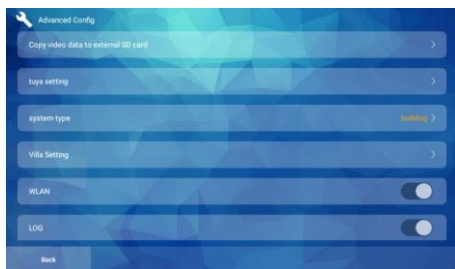 Advanced Config
Copy video data to external SD card
tuya setting
system type
building
Villa Setting
WLAN
LOG
Back